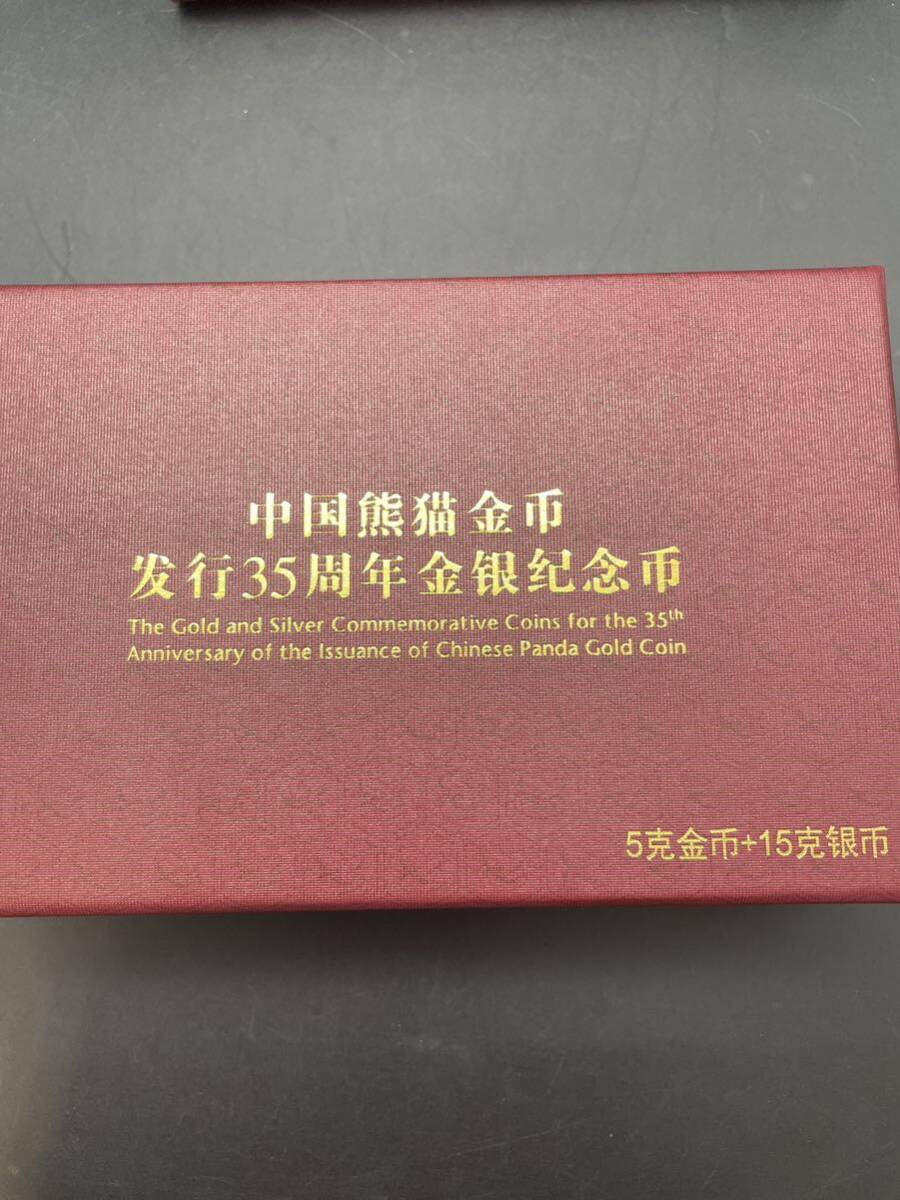 中国熊猫金币
发行35周年金银纪念币
The Gold and Silver Commemorative Coins for the 35th
Anniversary of the Issuance of Chinese Panda Gold Coin
5克金币+15克银币